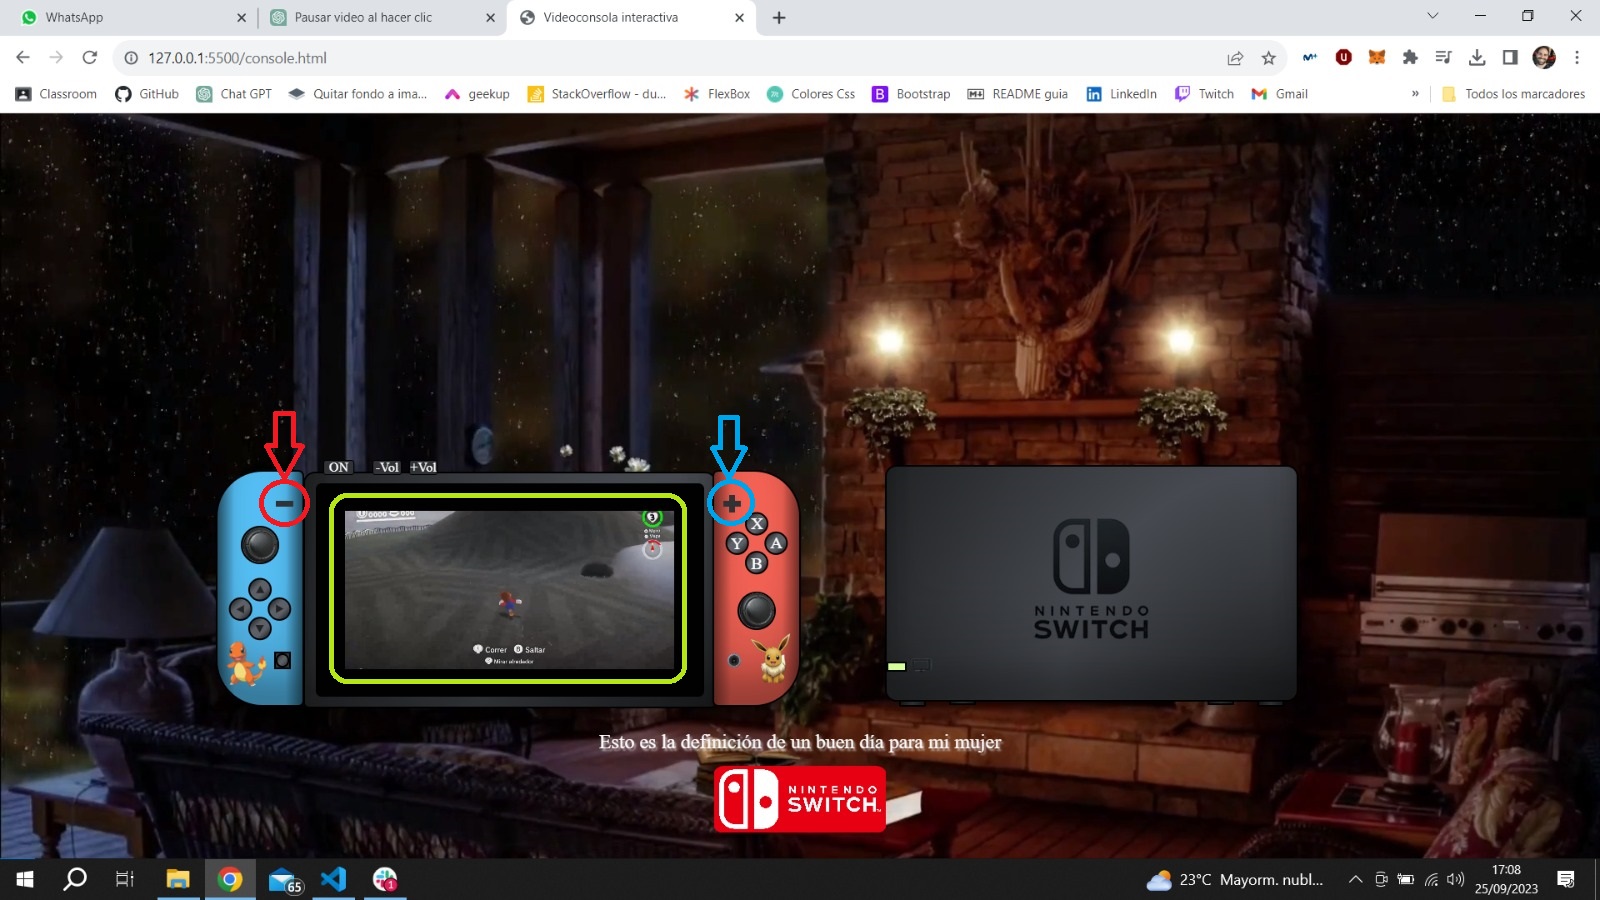 WhatsApp
Pausar video al hacer clic
Videoconsola interactiva
127.0.0.1:5500/console.html
Classroom
GitHub
Chat GPT
Quitar fondo a ima...
geekup
StackOverflow - du...
FlexBox
Colores Css
Bootstrap
README guia
LinkedIn
Twitch
Gmail
»
Todos los marcadores
ON
-Vol
+Vol
X
Y
A
B
Correr
Saltar
Mirar alrededor
NINTENDO
SWITCH
Esto es la definición de un buen día para mi mujer
NINTENDO
SWITCH
65
1
23°C Mayorm. nubl...
17:08
25/09/2023